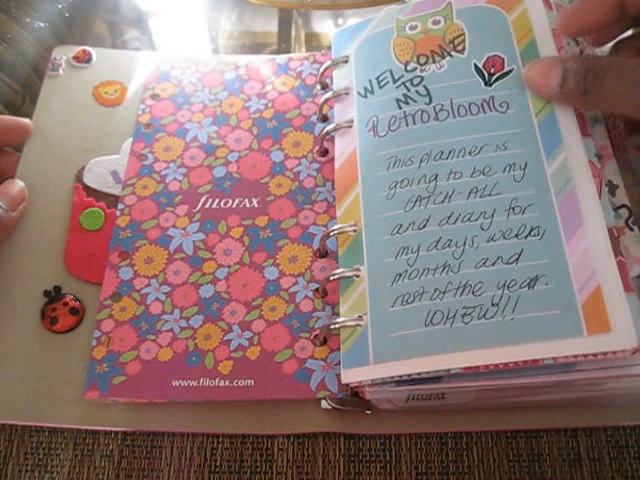 FILOFAX
www.filofax.com
WELCOME
TO
MY
RetroBloom
This planner is
going to be my
CATCH-ALL
and diary for
my days, weeks,
months and
rest of the year.
WHEW!!
FILOFAX